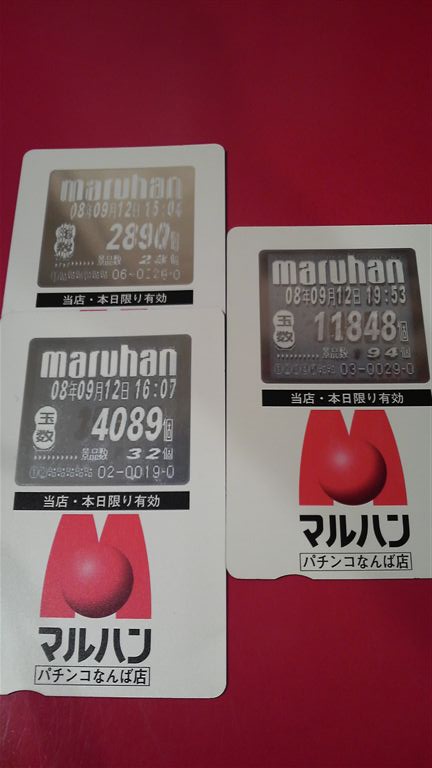 maruhan
08年09月12日 15:04
玉数
2890個
景品数 23個
06-0126-0
当店・本日限り有効
maruhan
08年09月12日 16:07
玉数
4089個
景品数 32個
02-0019-0
当店・本日限り有効
マルハン
パチンコなんば店
maruhan
08年09月12日 19:53
玉数
11848個
景品数 94個
03-0029-0
当店・本日限り有効
マルハン
パチンコなんば店